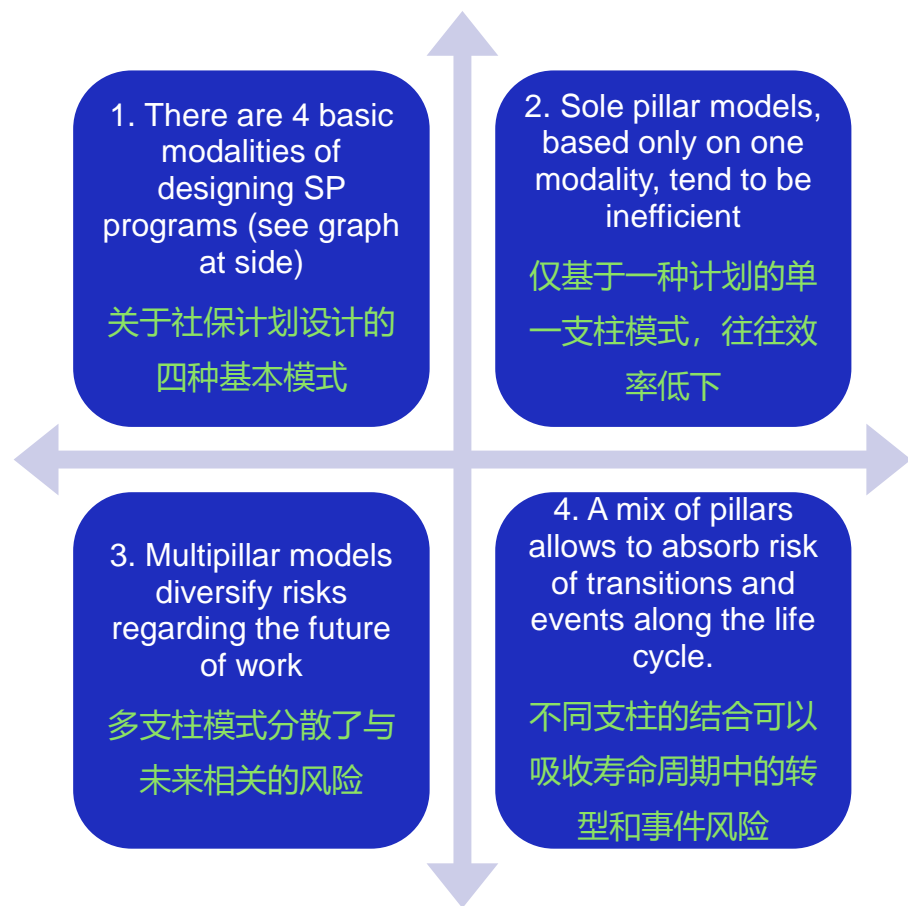 1. There are 4 basic
modalities of
designing SP
programs (see graph
at side)
关于社保计划设计的
四种基本模式
2. Sole pillar models,
based only on one
modality, tend to be
inefficient
仅基于一种计划的单
一支柱模式，往往效
率低下
3. Multipillar models
diversify risks
regarding the future
of work
多支柱模式分散了与
未来相关的风险
4. A mix of pillars
allows to absorb risk
of transitions and
events along the life
cycle.
不同支柱的结合可以
吸收寿命周期中的转
型和事件风险